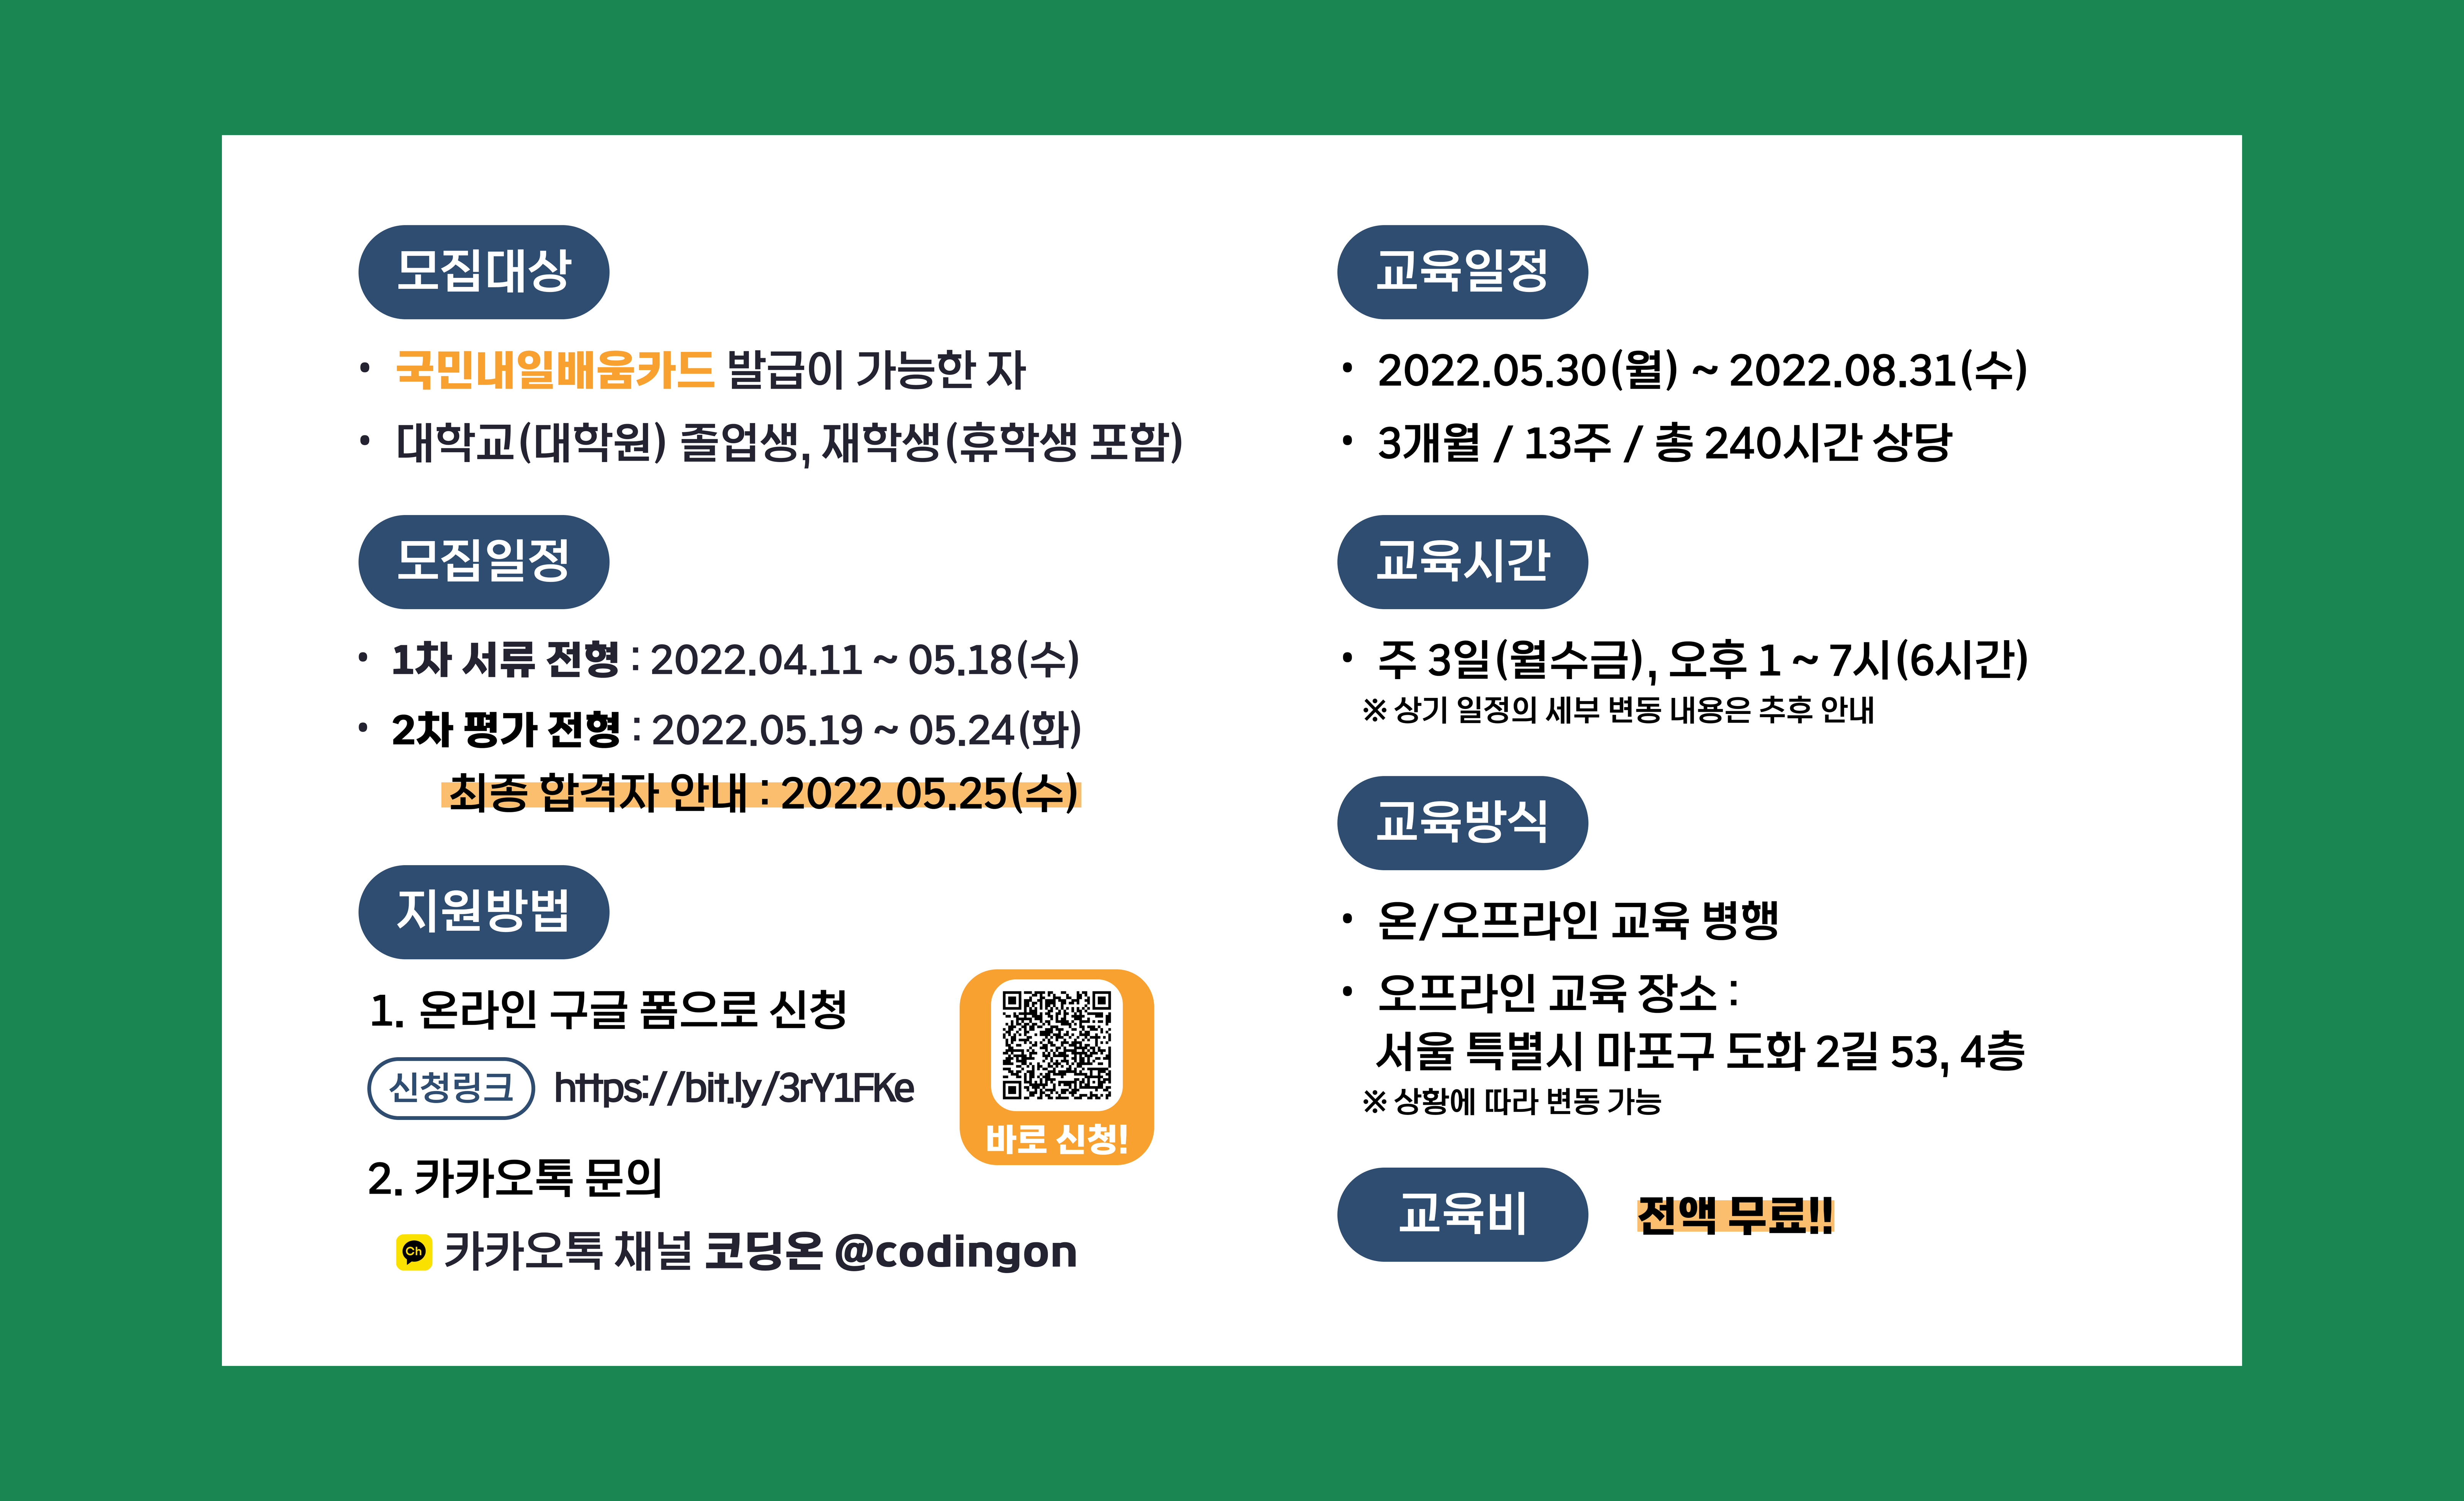 모집대상
• 국민내일배움카드 발급이 가능한 자
• 대학교(대학원) 졸업생, 재학생(휴학생 포함)
모집일정
• 1차 서류 전형 : 2022.04.11 ~ 05.18(수)
• 2차 평가 전형 : 2022.05.19 ~ 05.24(화)
최종 합격자 안내 : 2022.05.25(수)
지원방법
1. 온라인 구글 폼으로 신청
신청링크 https://bit.ly/3rY1FKe
바로 신청!
2. 카카오톡 문의
Ch 카카오톡 채널 코딩온 @codingon
교육일정
• 2022.05.30(월) ~ 2022.08.31(수)
• 3개월 / 13주 / 총 240시간 상당
교육시간
• 주 3일(월수금), 오후 1 ~ 7시(6시간)
※ 상기 일정의 세부 변동 내용은 추후 안내
교육방식
• 온/오프라인 교육 병행
• 오프라인 교육 장소 :
서울 특별시 마포구 도화 2길 53, 4층
※ 상황에 따라 변동 가능
교육비 전액 무료!!